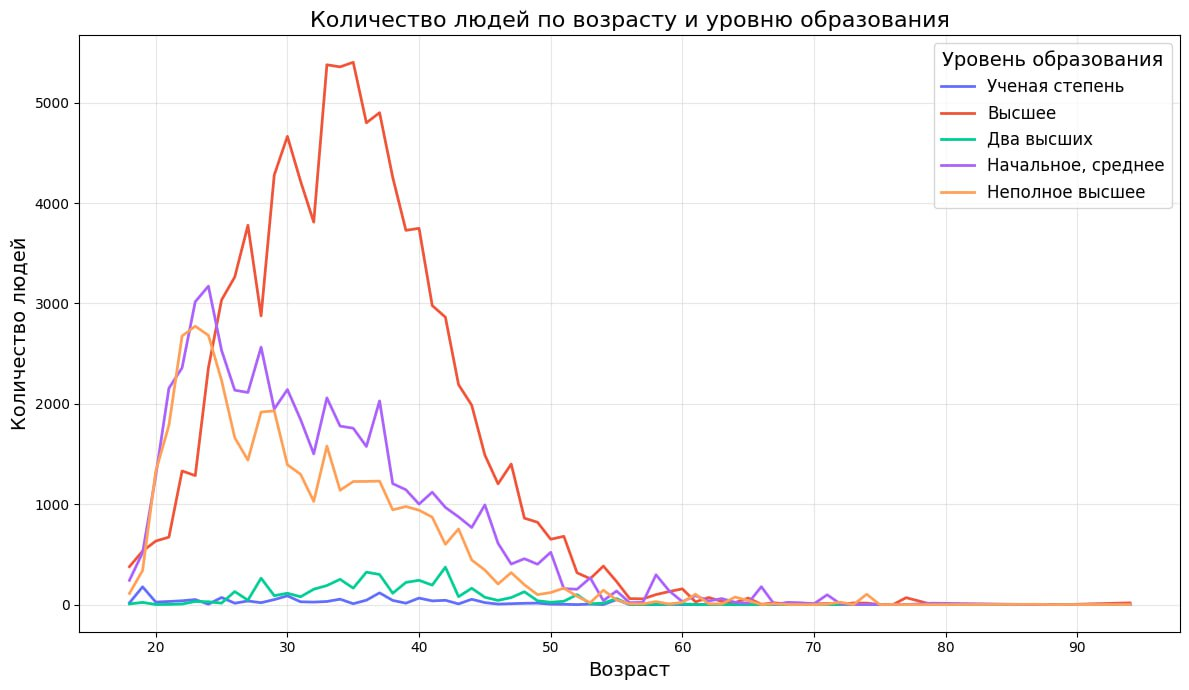 Количество людей по возрасту и уровню образования
Уровень образования
Ученая степень
Высшее
Два высших
Начальное, среднее
Неполное высшее
Количество людей
5000
4000
3000
2000
1000
0
20 30 40 50 60 70 80 90
Возраст